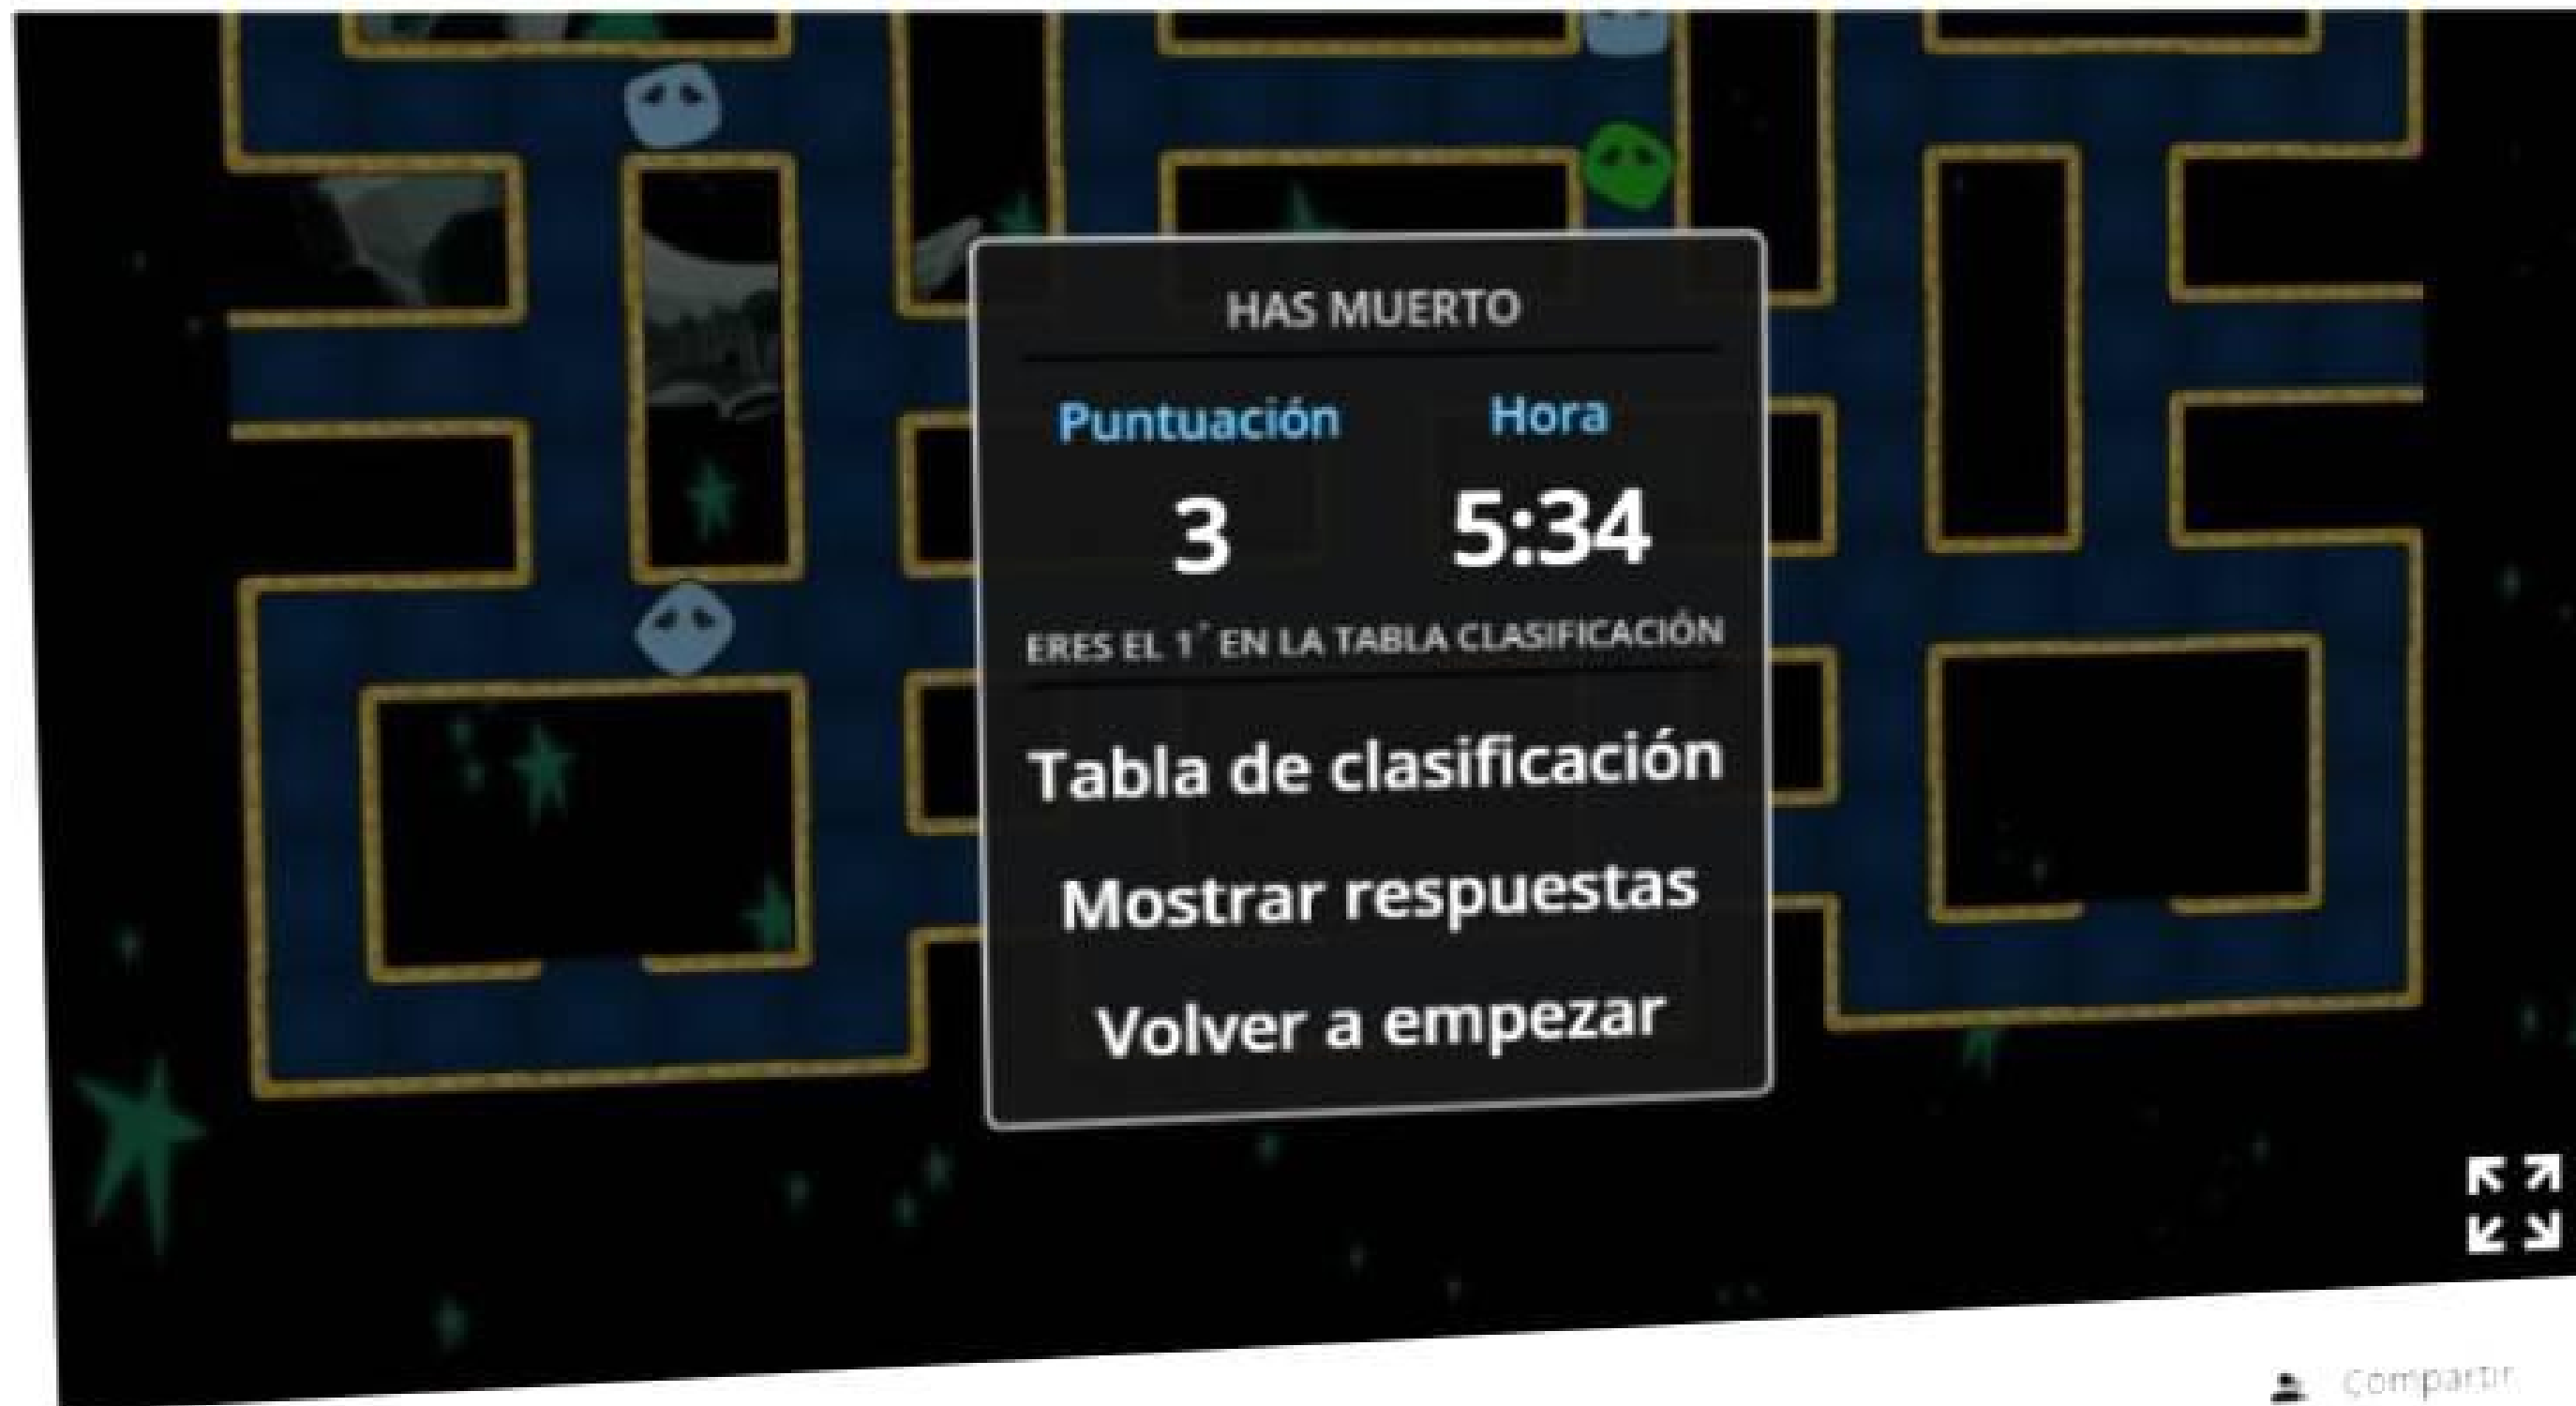 HAS MUERTO
Puntuación Hora
3 5:34
ERES EL 1° EN LA TABLA CLASIFICACIÓN
Tabla de clasificación
Mostrar respuestas
Volver a empezar
Compartir